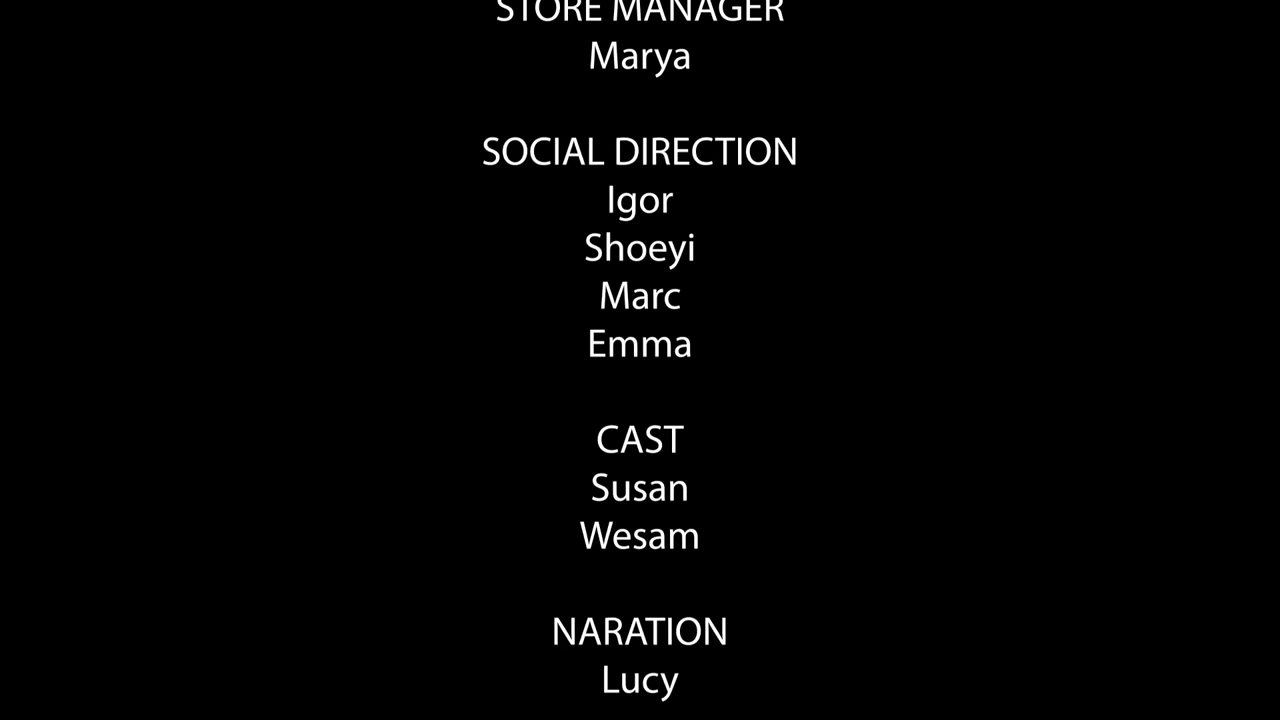 STORE MANAGER
Marya
SOCIAL DIRECTION
Igor
Shoeyi
Marc
Emma
CAST
Susan
Wesam
NARATION
Lucy